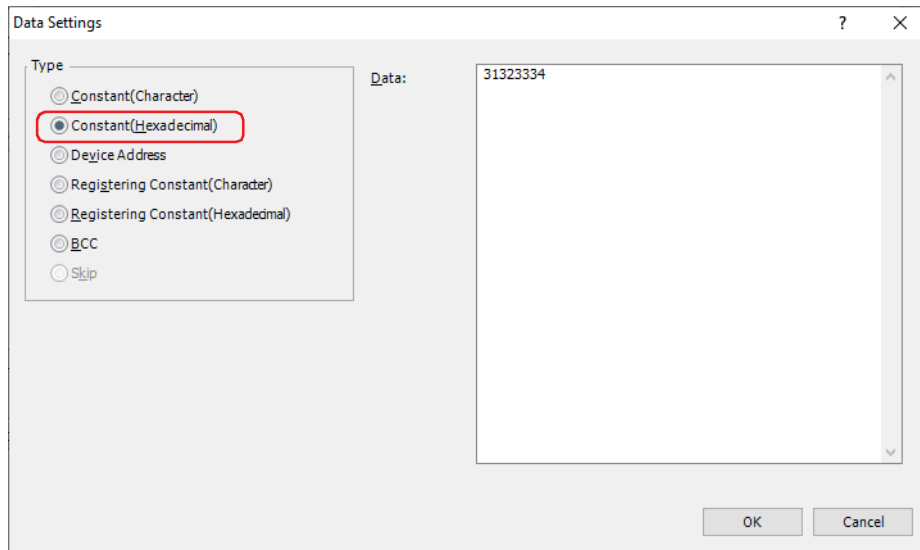 Data Settings
?
Type
Constant(Character)
Constant(Hexadecimal)
Device Address
Registering Constant(Character)
Registering Constant(Hexadecimal)
BCC
Skip
Data:
31323334
OK
Cancel